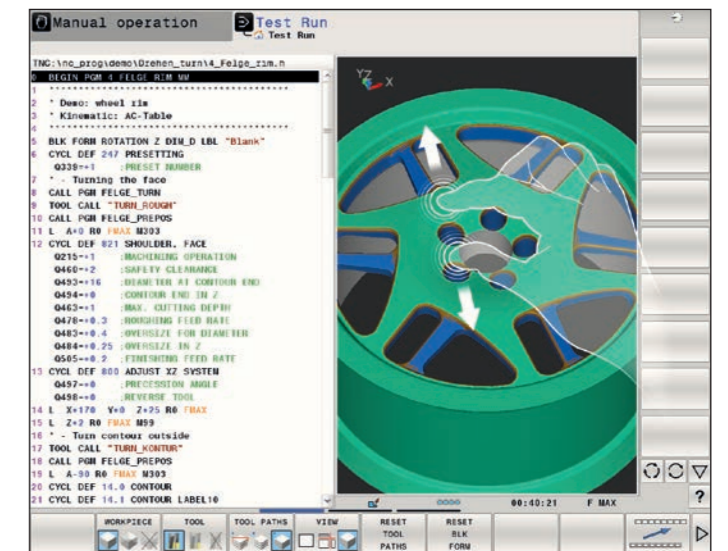 Manual operation
Test Run
Test Run
TNC:\nc_prog\demo\Drehen_turn\4_Felge_rim.h
0 BEGIN PGM 4 FELGE RIM MM
1 * ****************************************
2 * Demo: wheel rim
3 * Kinematic: AC-Table
4 * ****************************************
5 BLK FORM ROTATION Z DIM_D LBL "Blank"
6 CYCL DEF 247 PRESETTING
Q339=+1 ;PRESET NUMBER
7 * - Turning the face
8 CALL PGM FELGE_TURN
9 TOOL CALL "TURN_ROUGH"
10 CALL PGM FELGE_PREPOS
11 L A+0 R0 FMAX M303
12 CYCL DEF 821 SHOULDER, FACE
Q215=+1 ;MACHINING OPERATION
Q460=+2 ;SAFETY CLEARANCE
Q493=+16 ;DIAMETER AT CONTOUR END
Q494=+0 ;CONTOUR END IN Z
Q463=+1 ;MAX. CUTTING DEPTH
Q478=+0.3 ;ROUGHING FEED RATE
Q483=+0.4 ;OVERSIZE FOR DIAMETER
Q484=+0.25 ;OVERSIZE IN Z
Q505=+0.2 ;FINISHING FEED RATE
13 CYCL DEF 800 ADJUST XZ SYSTEM
Q497=+0 ;PRECESSION ANGLE
Q498=+0 ;REVERSE TOOL
14 L X+170 Y+0 Z+25 R0 FMAX
15 L Z+2 R0 FMAX M99
16 * - Turn contour outside
17 TOOL CALL "TURN_KONTUR"
18 CALL PGM FELGE_PREPOS
19 L A-90 R0 FMAX M303
20 CYCL DEF 14.0 CONTOUR
21 CYCL DEF 14.1 CONTOUR LABEL10
YZ X
00:40:21 F MAX
?
WORKPIECE TOOL TOOL PATHS VIEW
RESET TOOL PATHS
RESET BLK FORM